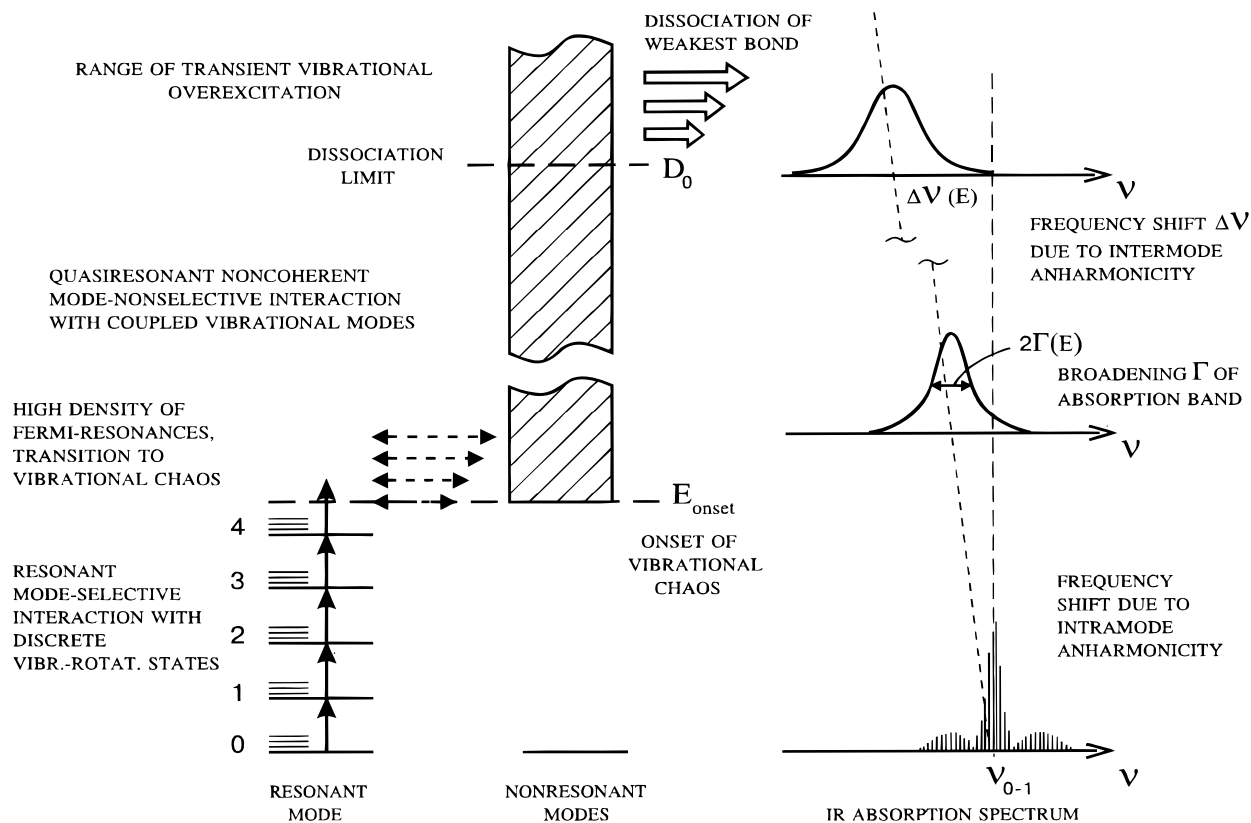 DISSOCIATION OF
WEAKEST BOND
RANGE OF TRANSIENT VIBRATIONAL
OVEREXCITATION
DISSOCIATION
LIMIT
D0
ν
Δν (E)
FREQUENCY SHIFT Δν
DUE TO INTERMODE
ANHARMONICITY
QUASIRESONANT NONCOHERENT
MODE-NONSELECTIVE INTERACTION
WITH COUPLED VIBRATIONAL MODES
2Γ(E)
BROADENING Γ OF
ABSORPTION BAND
ν
HIGH DENSITY OF
FERMI-RESONANCES,
TRANSITION TO
VIBRATIONAL CHAOS
Eonset
ONSET OF
VIBRATIONAL
CHAOS
4
3
2
1
0
RESONANT
MODE-SELECTIVE
INTERACTION WITH
DISCRETE
VIBR.-ROTAT. STATES
FREQUENCY
SHIFT DUE TO
INTRAMODE
ANHARMONICITY
ν0-1
ν
RESONANT
MODE
NONRESONANT
MODES
IR ABSORPTION SPECTRUM